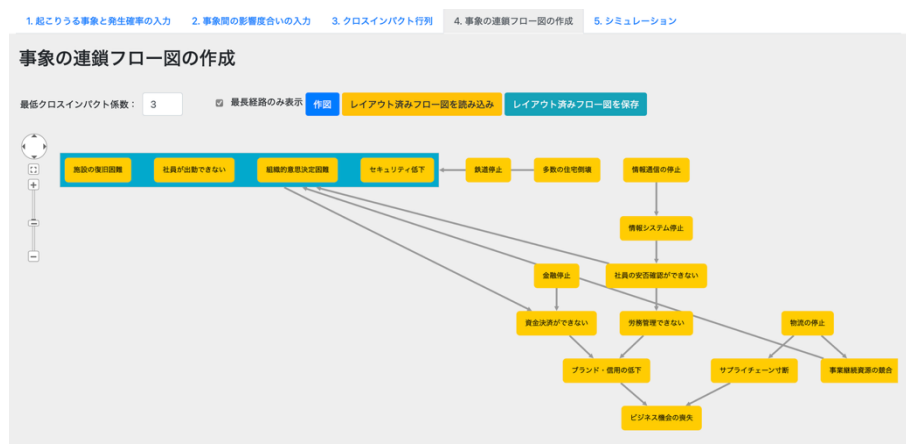 1. 起こりうる事象と発生確率の入力 2. 事象間の影響度合いの入力 3. クロスインパクト行列 4. 事象の連鎖フロー図の作成 5. シミュレーション
事象の連鎖フロー図の作成
最低クロスインパクト係数： 3 最長経路のみ表示 作図 レイアウト済みフロー図を読み込み レイアウト済みフロー図を保存
施設の復旧困難 社員が出勤できない 組織的意思決定困難 セキュリティ低下 鉄道停止 多数の住宅倒壊 情報通信の停止
情報システム停止
金融停止 社員の安否確認ができない
資金決済ができない 労務管理できない 物流の停止
ブランド・信用の低下 サプライチェーン寸断 事業継続資源の競合
ビジネス機会の喪失